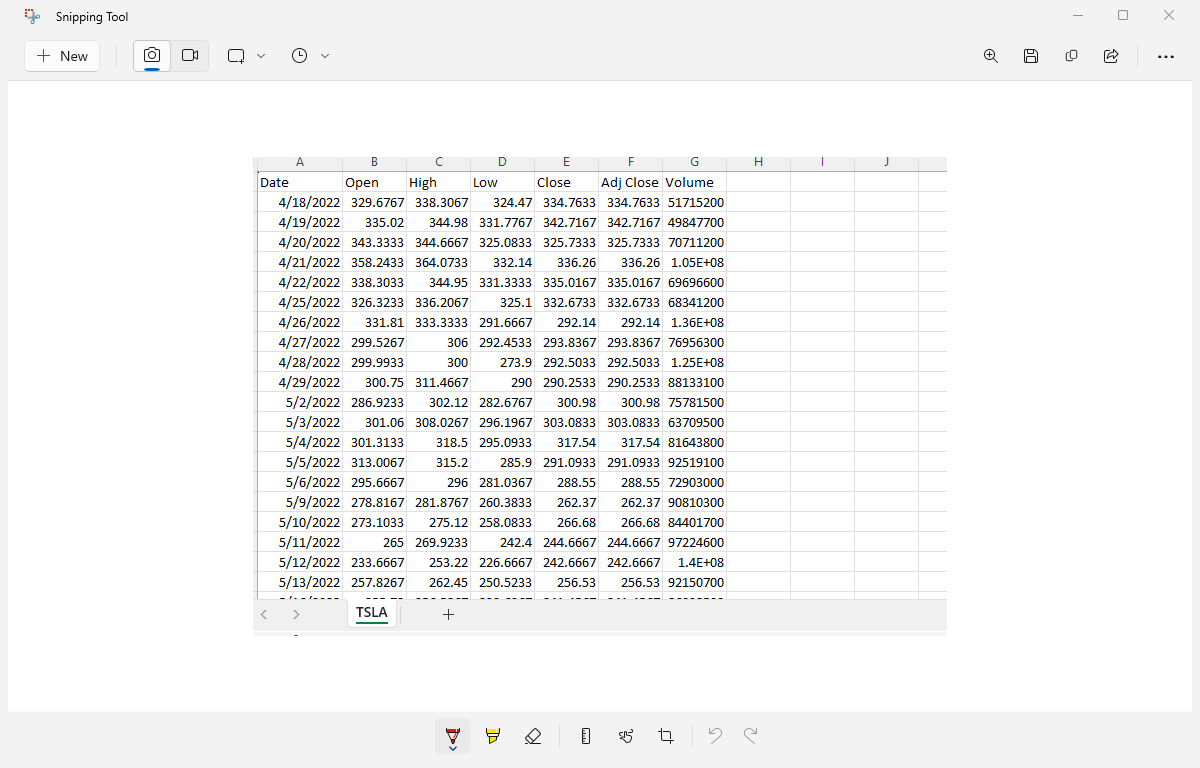 Snipping Tool
New
A B C D E F G H I J
Date Open High Low Close Adj Close Volume
4/18/2022 329.6767 338.3067 324.47 334.7633 334.7633 51715200
4/19/2022 335.02 344.98 331.7767 342.7167 342.7167 49847700
4/20/2022 343.3333 344.6667 325.0833 325.7333 325.7333 70711200
4/21/2022 358.2433 364.0733 332.14 336.26 336.26 1.05E+08
4/22/2022 338.3033 344.95 331.3333 335.0167 335.0167 69696600
4/25/2022 326.3233 336.2067 325.1 332.6733 332.6733 68341200
4/26/2022 331.81 333.3333 291.6667 292.14 292.14 1.36E+08
4/27/2022 299.5267 306 292.4533 293.8367 293.8367 76956300
4/28/2022 299.9933 300 273.9 292.5033 292.5033 1.25E+08
4/29/2022 300.75 311.4667 290 290.2533 290.2533 88133100
5/2/2022 286.9233 302.12 282.6767 300.98 300.98 75781500
5/3/2022 301.06 308.0267 296.1967 303.0833 303.0833 63709500
5/4/2022 301.3133 318.5 295.0933 317.54 317.54 81643800
5/5/2022 313.0067 315.2 285.9 291.0933 291.0933 92519100
5/6/2022 295.6667 296 281.0367 288.55 288.55 72903000
5/9/2022 278.8167 281.8767 260.3833 262.37 262.37 90810300
5/10/2022 273.1033 275.12 258.0833 266.68 266.68 84401700
5/11/2022 265 269.9233 242.4 244.6667 244.6667 97224600
5/12/2022 233.6667 253.22 226.6667 242.6667 242.6667 1.4E+08
5/13/2022 257.8267 262.45 250.5233 256.53 256.53 92150700
TSLA